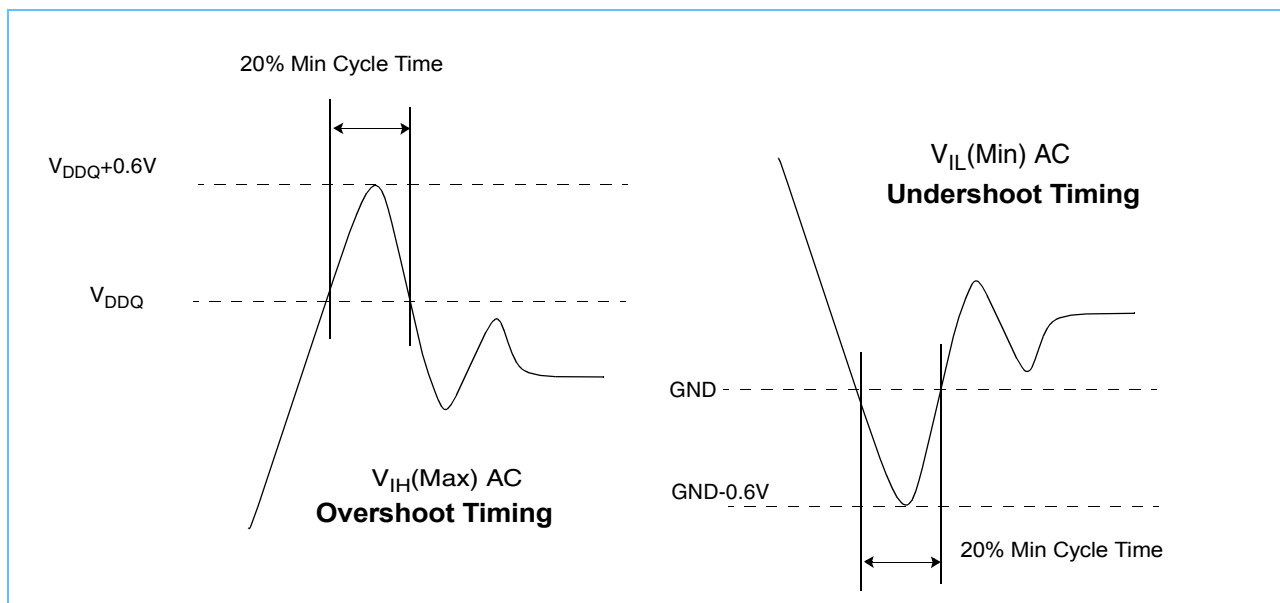 20% Min Cycle Time
VDDQ+0.6V
VDDQ
VIH(Max) AC
Overshoot Timing
VIL(Min) AC
Undershoot Timing
GND
GND-0.6V
20% Min Cycle Time